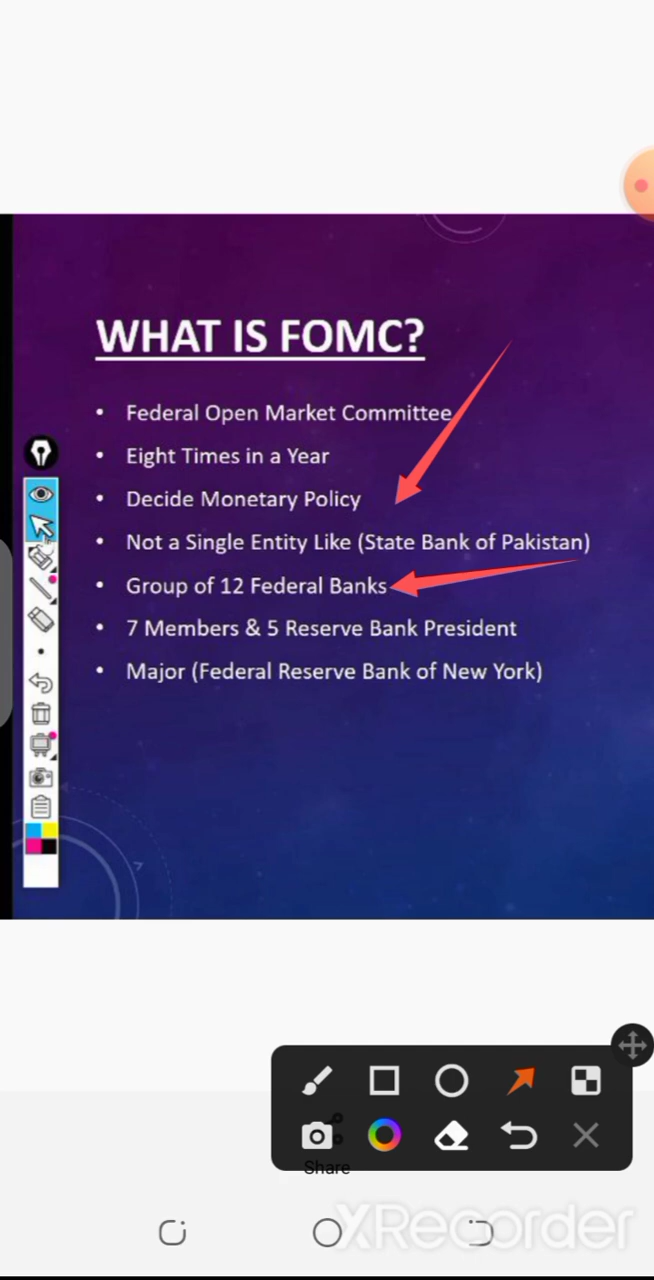 WHAT IS FOMC?
• Federal Open Market Committee
• Eight Times in a Year
• Decide Monetary Policy
• Not a Single Entity Like (State Bank of Pakistan)
• Group of 12 Federal Banks
• 7 Members & 5 Reserve Bank President
• Major (Federal Reserve Bank of New York)
Share
XRecorder